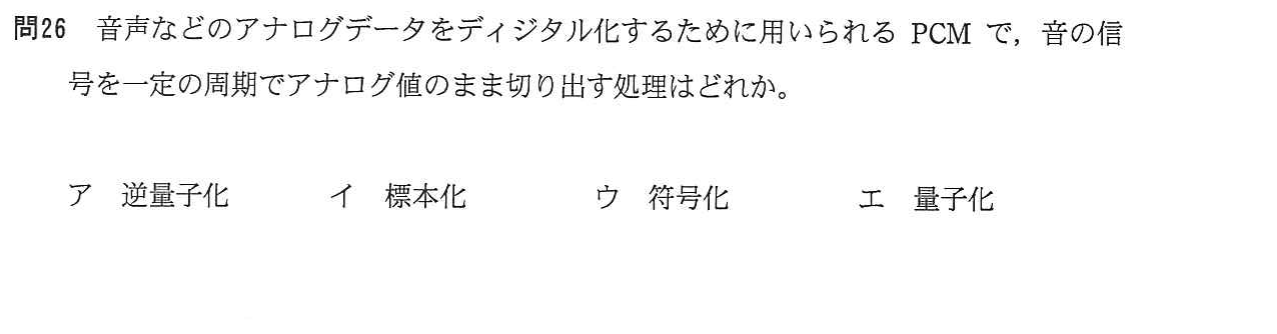 問26 音声などのアナログデータをディジタル化するために用いられる PCM で，音の信
号を一定の周期でアナログ値のまま切り出す処理はどれか。
ア 逆量子化 イ 標本化 ウ 符号化 エ 量子化